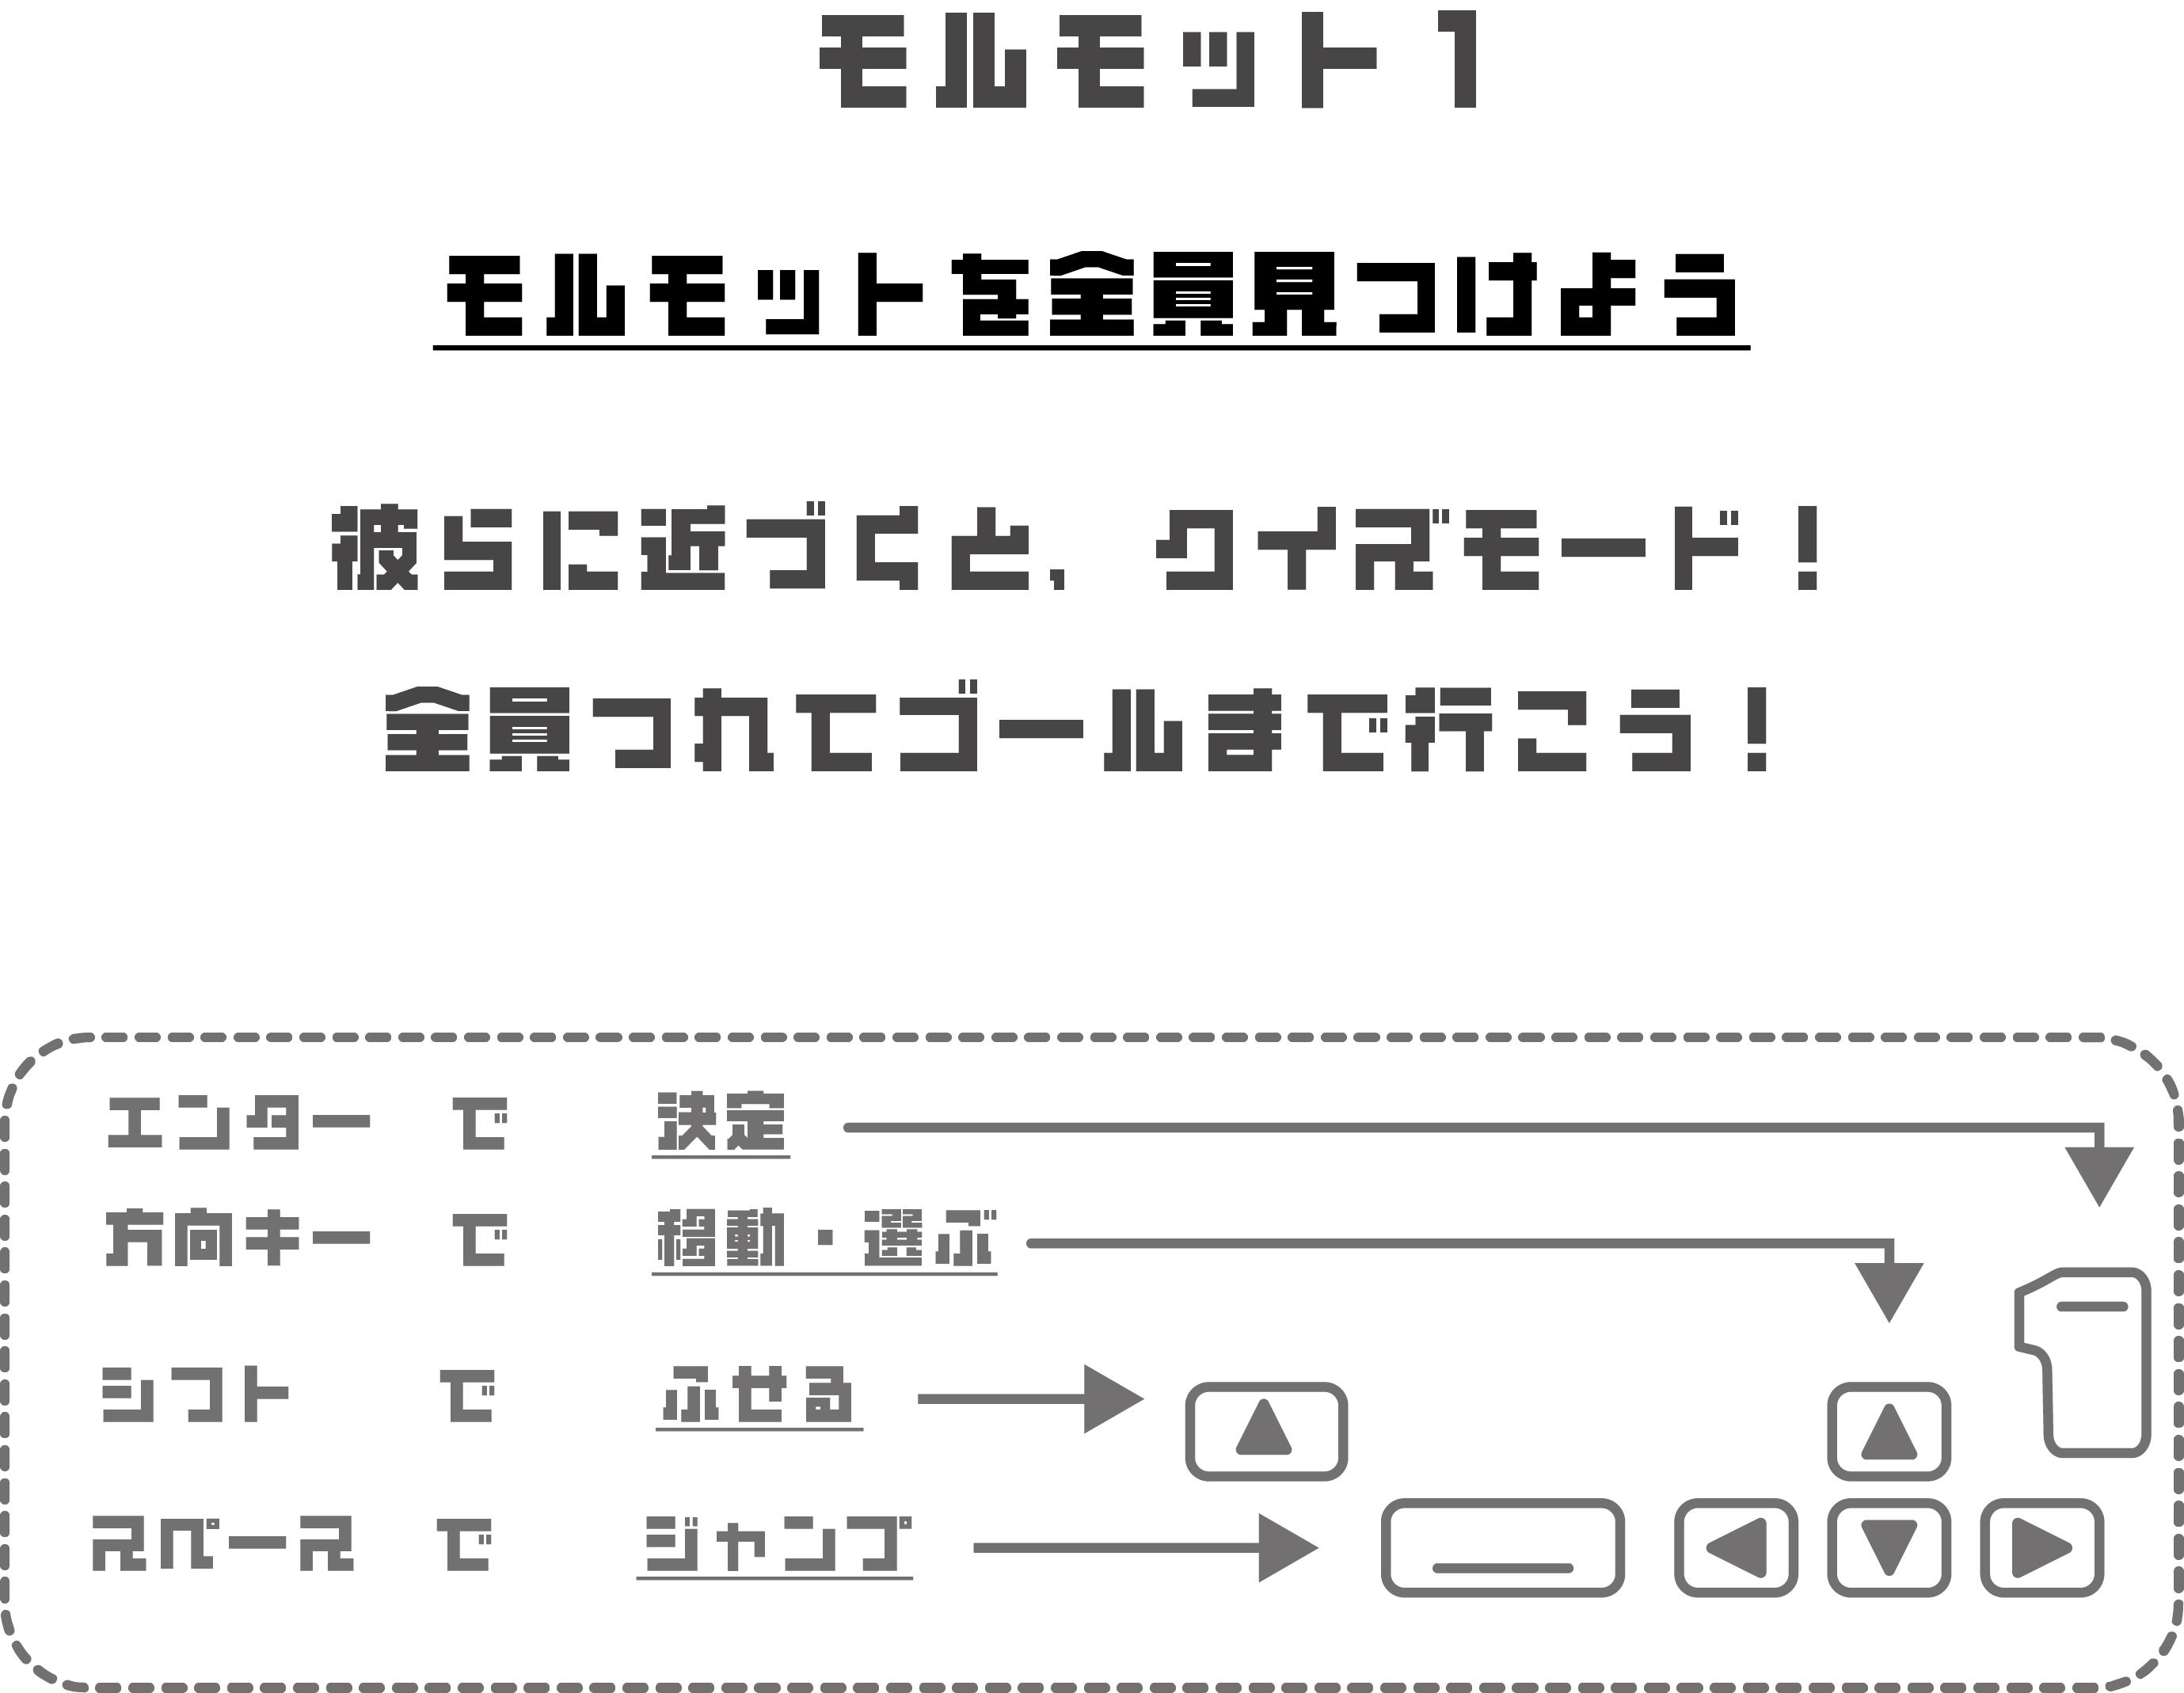 モルモット 1
モルモットを全員見つけよう
彼らに近づくと, クイズモード！
全員つれてゴールまで行こう！
エンターで 決定
方向キーで 移動・選ぶ
シフトで ふせる
スペースで ジャンプ